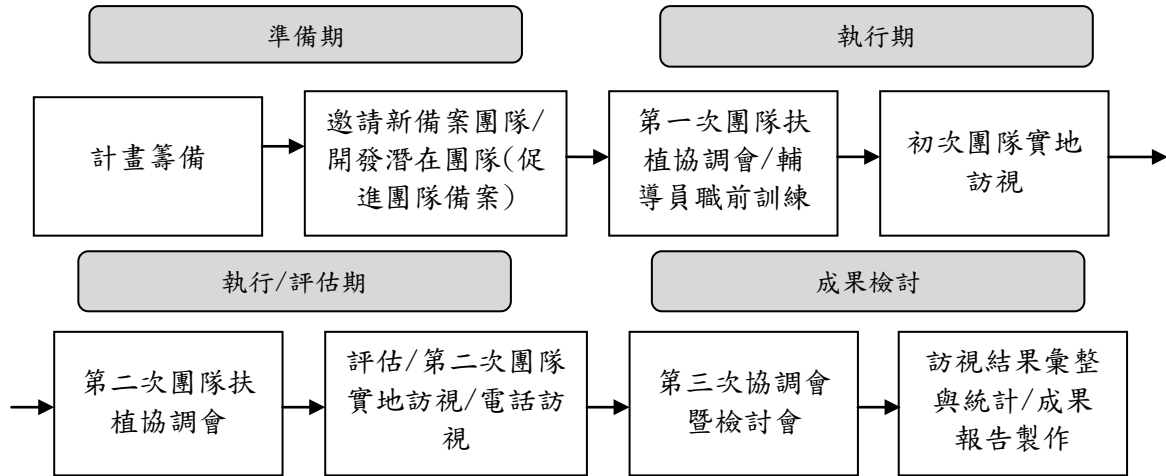 準備期
執行期
計畫籌備
邀請新備案團隊/
開發潛在團隊(促
進團隊備案)
第一次團隊扶
植協調會/輔
導員職前訓練
初次團隊實地
訪視
執行/評估期
成果檢討
第二次團隊扶
植協調會
評估/第二次團隊
實地訪視/電話訪
視
第三次協調會
暨檢討會
訪視結果彙整
與統計/成果
報告製作